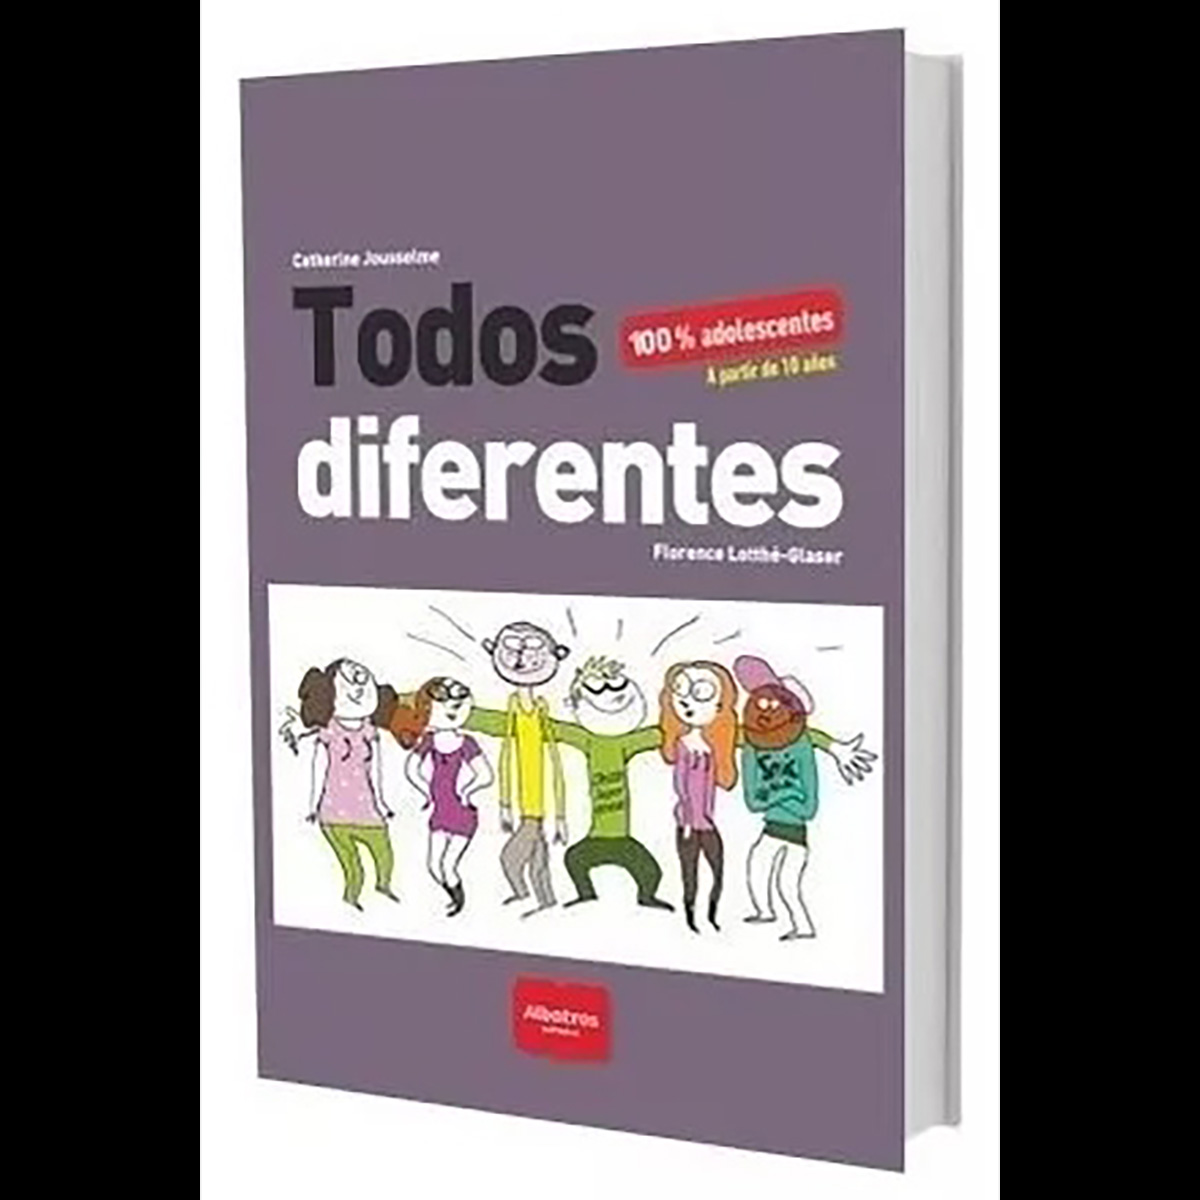 Catherine Jousselme
Todos
100% adolescentes
A partir de 10 años
diferentes
Florence Lotthé-Glaser
Albatros